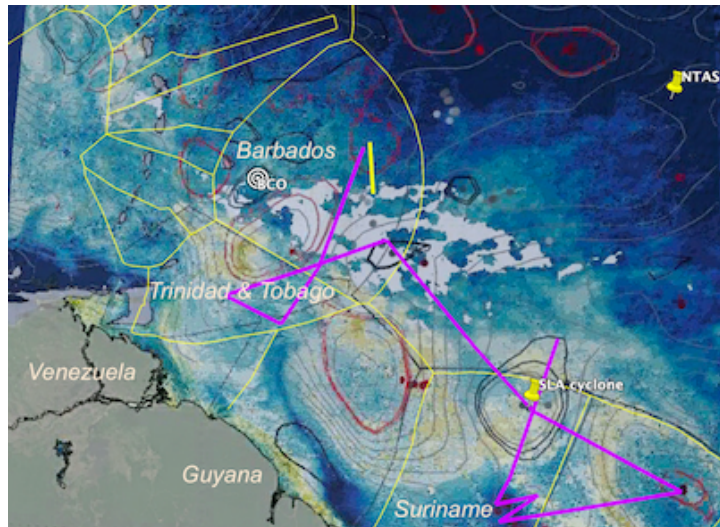 NTAS
Barbados
BCO
Trinidad & Tobago
Venezuela
SLA cyclone
Guyana
Suriname